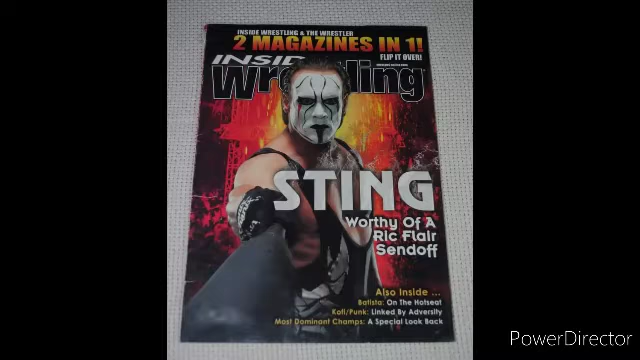 INSIDE WRESTLING & THE WRESTLER
2 MAGAZINES IN 1!
FLIP IT OVER!
INSIDE
Wrestling
STING
Worthy Of A
Ric Flair
Sendoff
Also Inside ...
Batista: On The Hotseat
Kofi/Punk: Linked By Adversity
Most Dominant Champs: A Special Look Back
PowerDirector